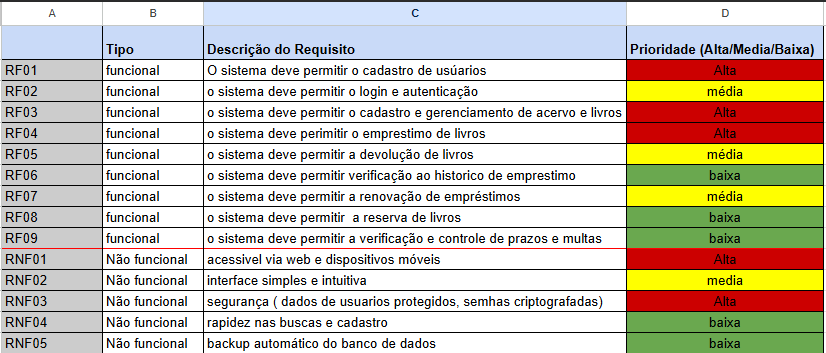 A B C D
Tipo Descrição do Requisito Prioridade (Alta/Media/Baixa)
RF01 funcional O sistema deve permitir o cadastro de usúarios Alta
RF02 funcional o sistema deve permitir o login e autenticação média
RF03 funcional o sistema deve permitir o cadastro e gerenciamento de acervo e livros Alta
RF04 funcional o sistema deve perimitir o emprestimo de livros Alta
RF05 funcional o sistema deve permitir a devolução de livros média
RF06 funcional o sistema deve permitir verificação ao historico de emprestimo baixa
RF07 funcional o sistema deve permitir a renovação de empréstimos média
RF08 funcional o sistema deve permitir a reserva de livros baixa
RF09 funcional o sistema deve permitir a verificação e controle de prazos e multas baixa
RNF01 Não funcional acessivel via web e dispositivos móveis Alta
RNF02 Não funcional interface simples e intuitiva media
RNF03 Não funcional segurança ( dados de usuarios protegidos, semhas criptografadas) Alta
RNF04 Não funcional rapidez nas buscas e cadastro baixa
RNF05 Não funcional backup automático do banco de dados baixa